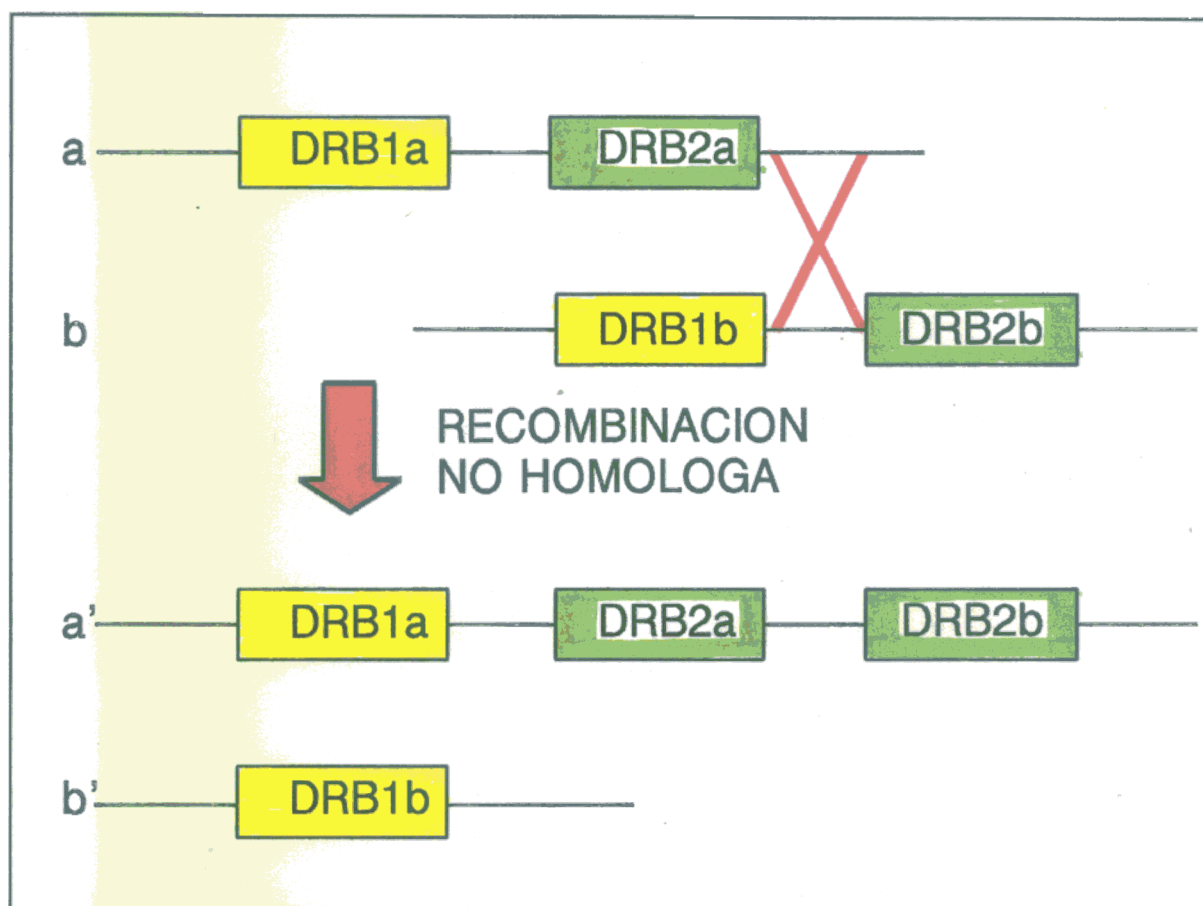 a DRB1a DRB2a
b DRB1b DRB2b
RECOMBINACION
NO HOMOLOGA
a' DRB1a DRB2a DRB2b
b' DRB1b